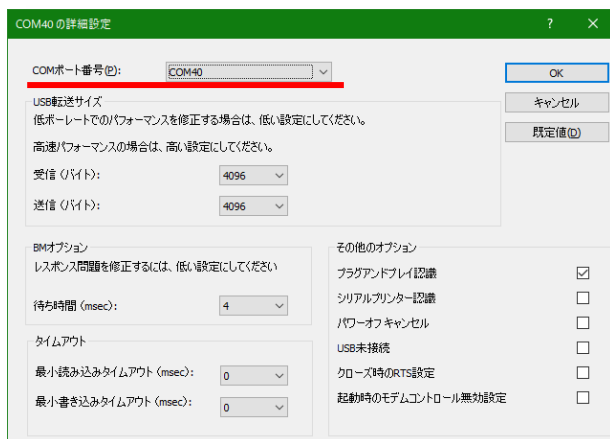 COM40 の詳細設定
? ×
COMポート番号(P): COM40
OK
キャンセル
既定値(D)
USB転送サイズ
低ボーレートでのパフォーマンスを修正する場合は、低い設定にしてください。
高速パフォーマンスの場合は、高い設定にしてください。
受信 (バイト): 4096
送信 (バイト): 4096
BMオプション
レスポンス問題を修正するには、低い設定にしてください
待ち時間 (msec): 4
タイムアウト
最小読み込みタイムアウト (msec): 0
最小書き込みタイムアウト (msec): 0
その他のオプション
プラグアンドプレイ認識
シリアルプリンター認識
パワーオフ キャンセル
USB未接続
クローズ時のRTS設定
起動時のモデムコントロール無効設定